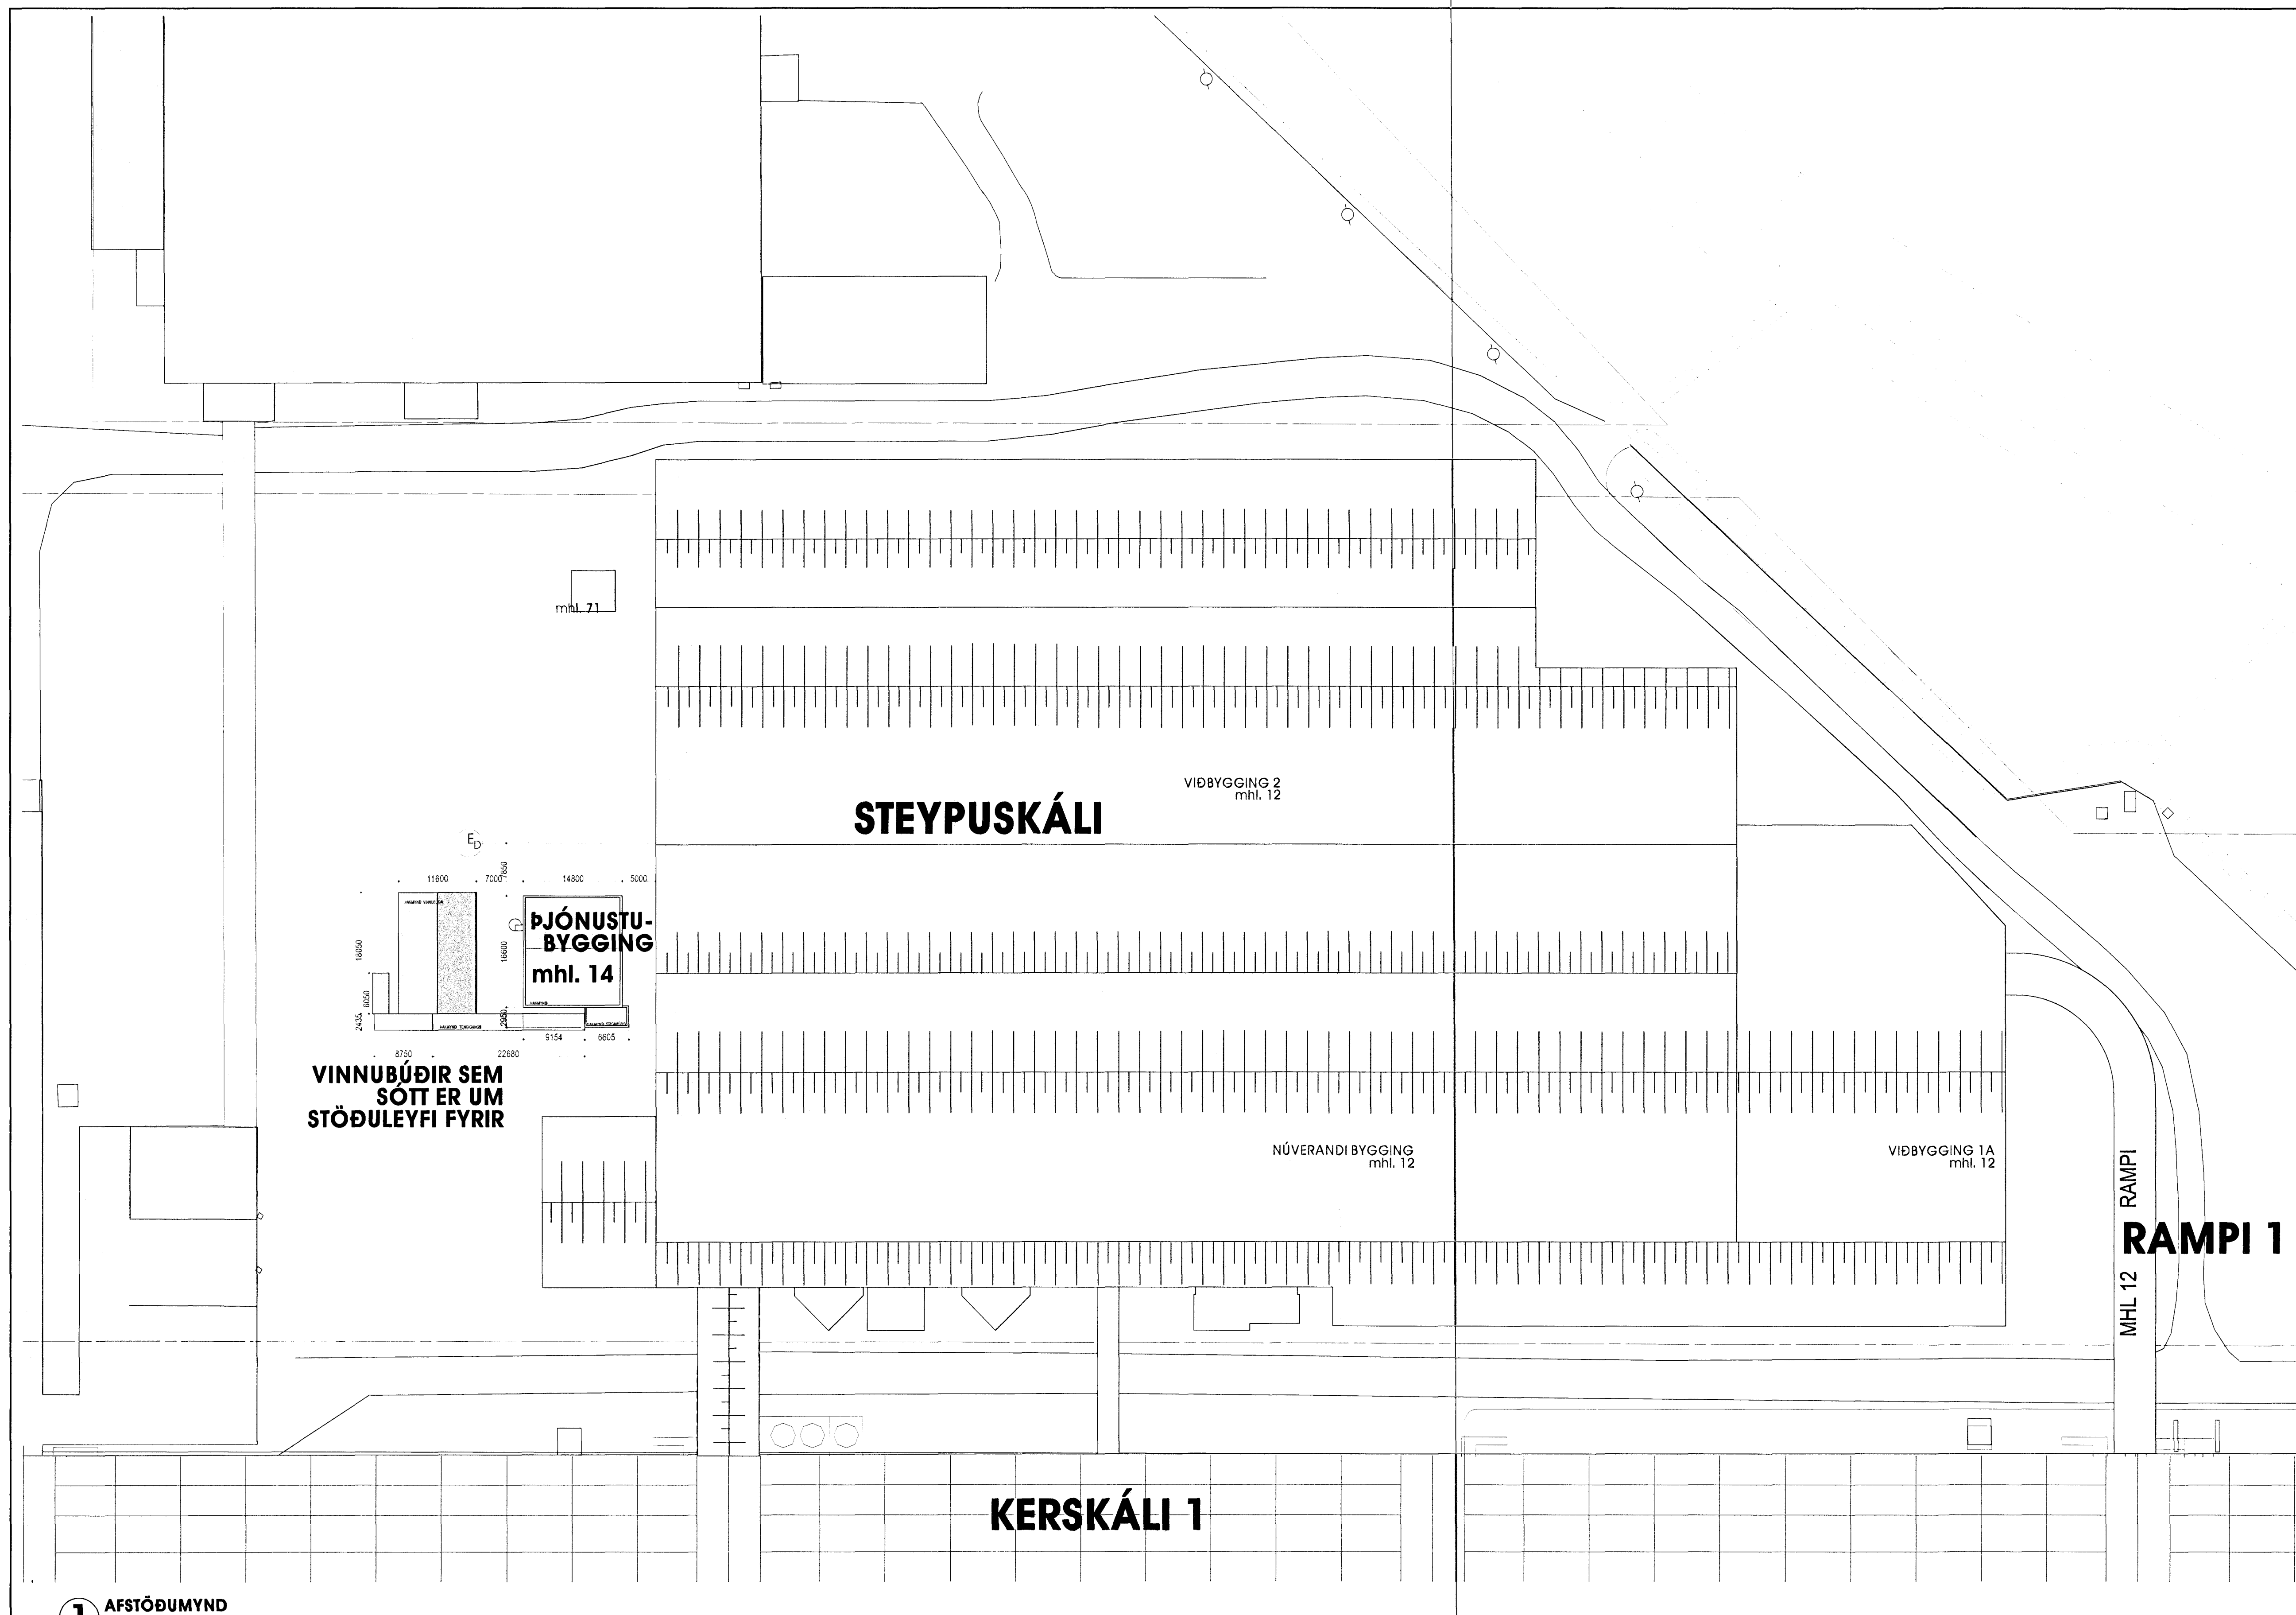 mhl. 71
VIÐBYGGING 2
mhl. 12
STEYPUSKÁLI
E
D
7850
11600
7000
14800
5000
ÞJÓNUSTU-
BYGGING
mhl. 14
18050
16600
6050
2435
2950
9154
6605
8750
22680
VINNUBÚÐIR SEM
SÓTT ER UM
STÖÐULEYFI FYRIR
NÚVERANDI BYGGING
mhl. 12
VIÐBYGGING 1A
mhl. 12
MHL 12 RAMPI
RAMPI 1
KERSKÁLI 1
1
AFSTÖÐUMYND